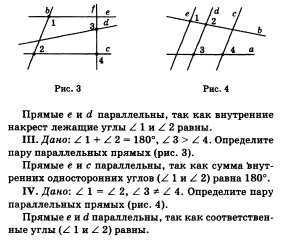 b f e
1 d
3
2 c
4
d c
1 2
b
3 4 a
Рис. 3
Рис. 4
Прямые e и d параллельны, так как внутренние
накрест лежащие углы ∠ 1 и ∠ 2 равны.
III. Дано: ∠ 1 + ∠ 2 = 180°, ∠ 3 > ∠ 4. Определите
пару параллельных прямых (рис. 3).
Прямые e и c параллельны, так как сумма внут-
ренних односторонних углов (∠ 1 и ∠ 2) равна 180°.
IV. Дано: ∠ 1 = ∠ 2, ∠ 3 ≠ ∠ 4. Определите пару
параллельных прямых (рис. 4).
Прямые e и d параллельны, так как соответствен-
ные углы (∠ 1 и ∠ 2) равны.